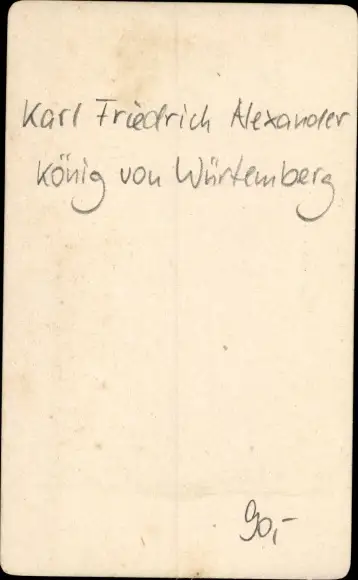 Karl Friedrich Alexander
König von Würtemberg
90,-